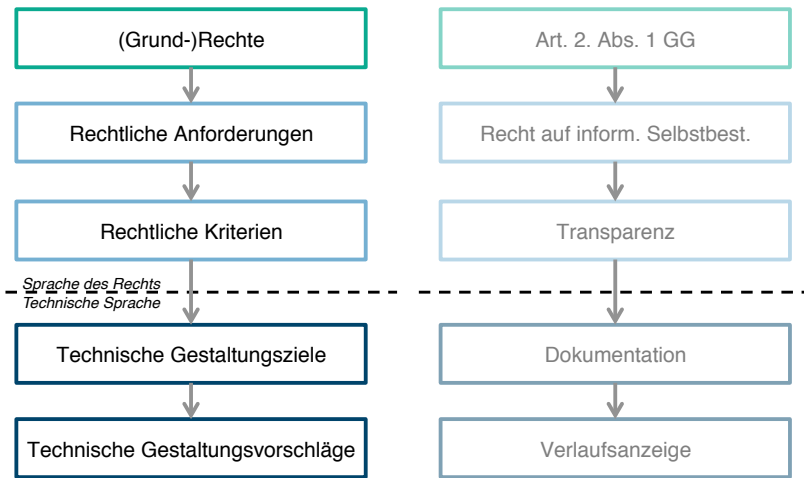 (Grund-)Rechte
Art. 2. Abs. 1 GG
Rechtliche Anforderungen
Recht auf inform. Selbstbest.
Rechtliche Kriterien
Transparenz
Sprache des Rechts
Technische Sprache
Technische Gestaltungsziele
Dokumentation
Technische Gestaltungsvorschläge
Verlaufsanzeige